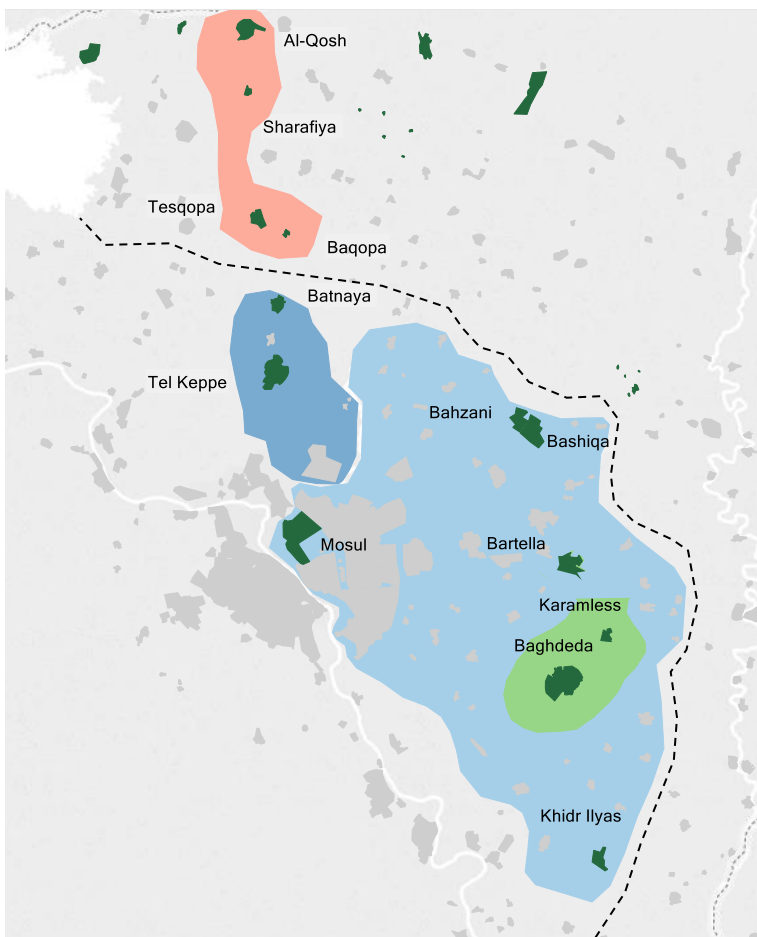 Al-Qosh
Sharafiya
Tesqopa
Baqopa
Batnaya
Tel Keppe
Bahzani
Bashiqa
Mosul
Bartella
Karamless
Baghdeda
Khidr Ilyas